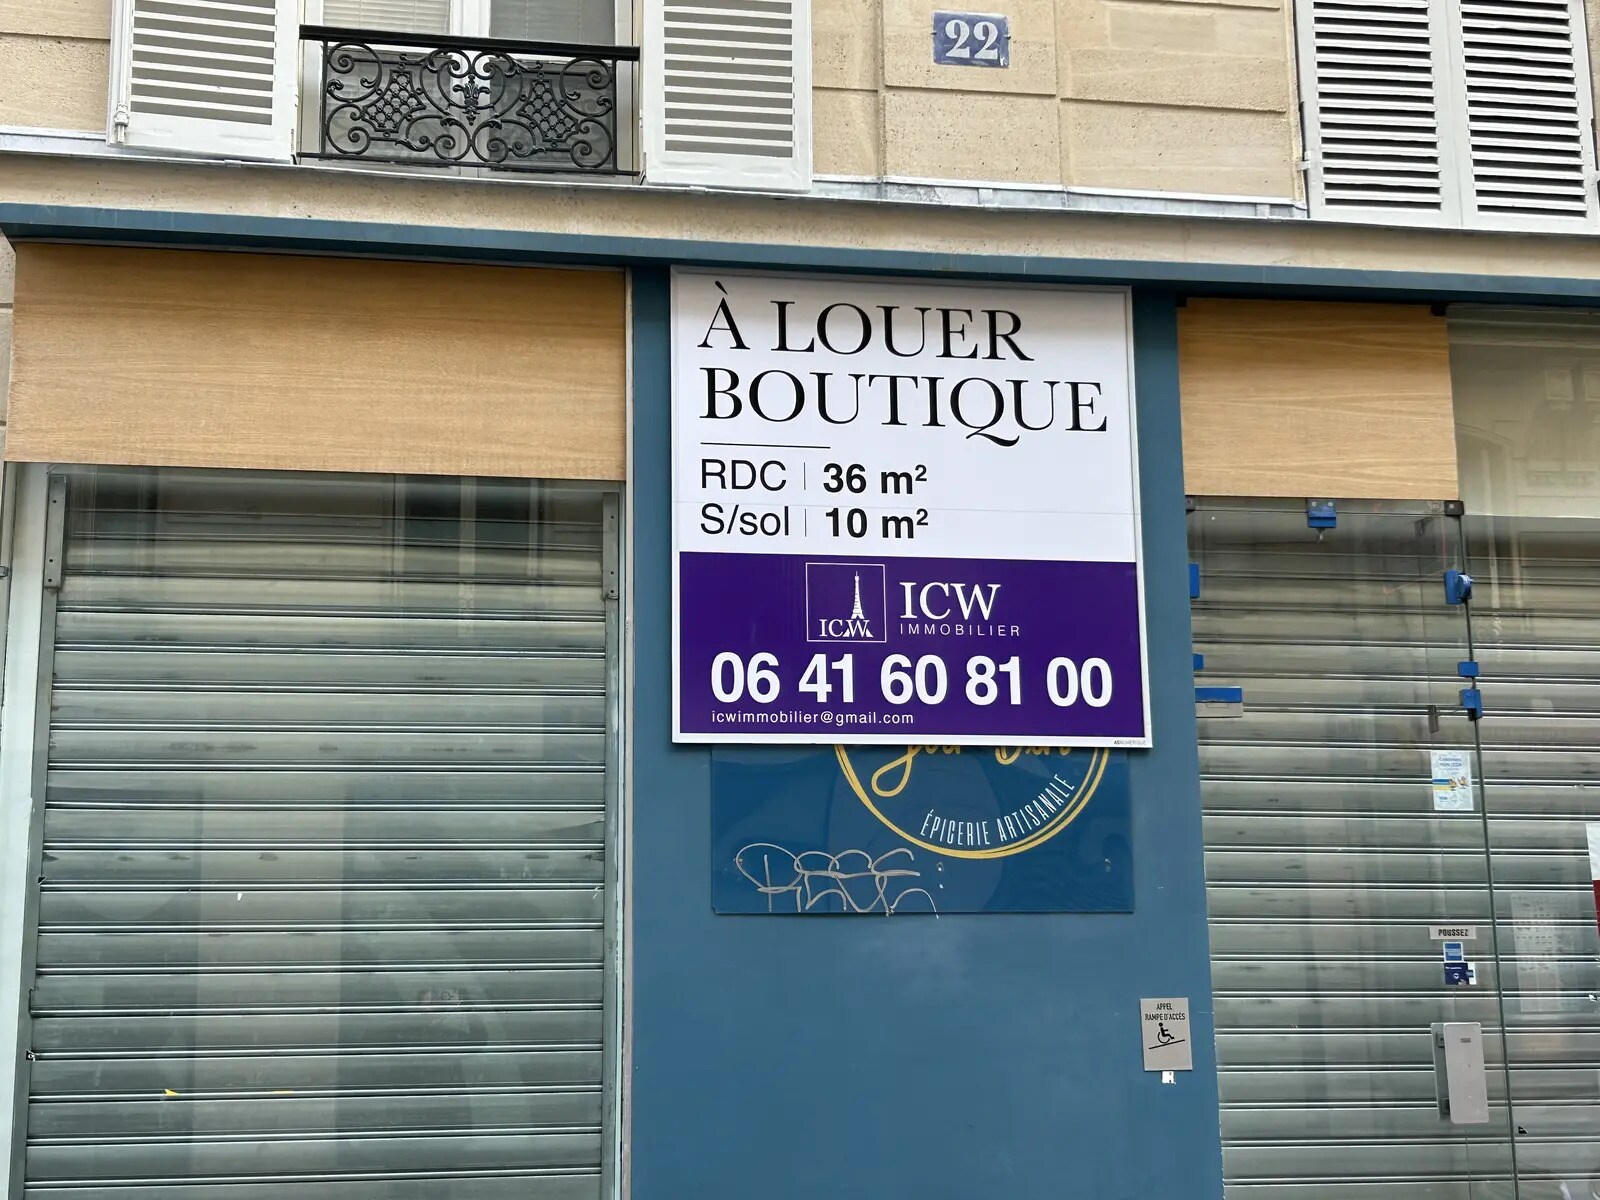 22
À LOUER
BOUTIQUE
RDC | 36 m²
S/sol | 10 m²
ICW
ICW
IMMOBILIER
06 41 60 81 00
icwimmobilier@gmail.com
ÉPICERIE ARTISANALE
POUSSEZ
APPEL
RAMPE D'ACCÈS